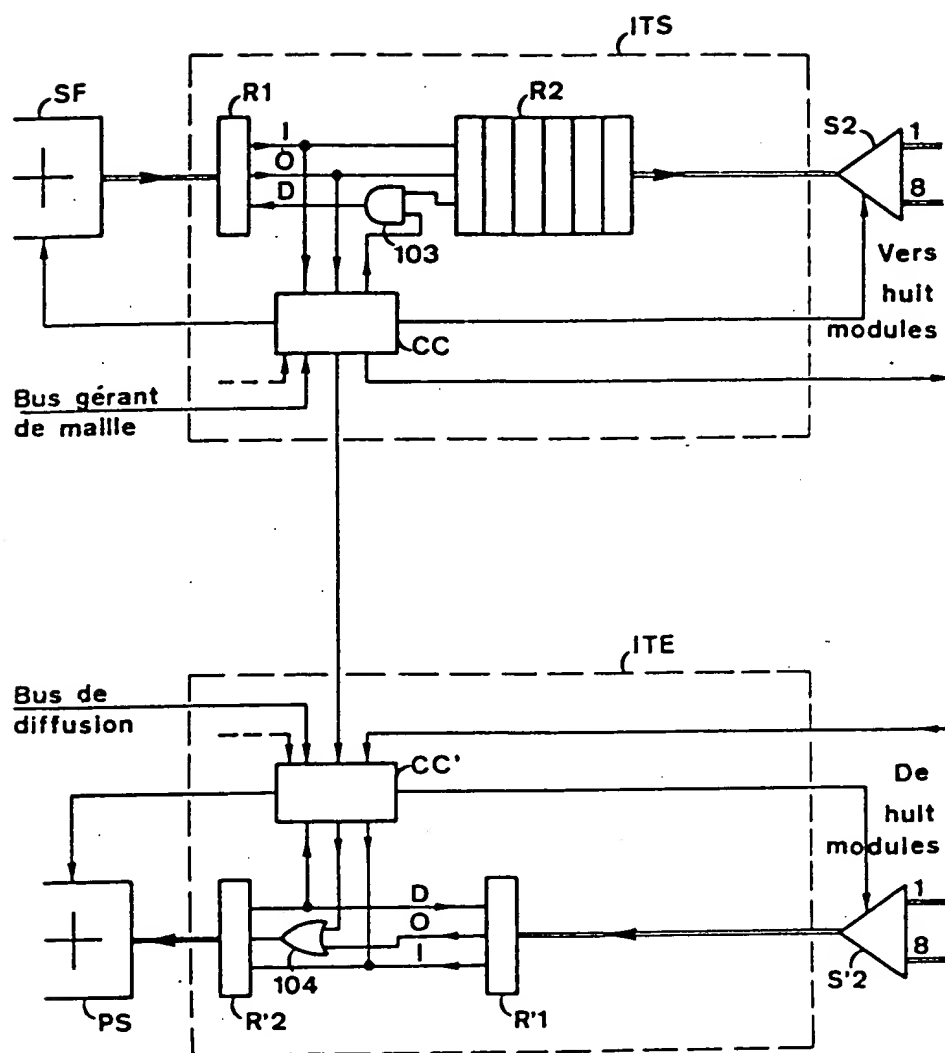 ITS
SF
R1
R2
S2
I
O
D
1
8
103
Vers
huit
modules
CC
Bus gérant
de maille
ITE
Bus de
diffusion
CC'
De
huit
modules
D
O
I
1
8
104
S'2
PS
R'2
R'1